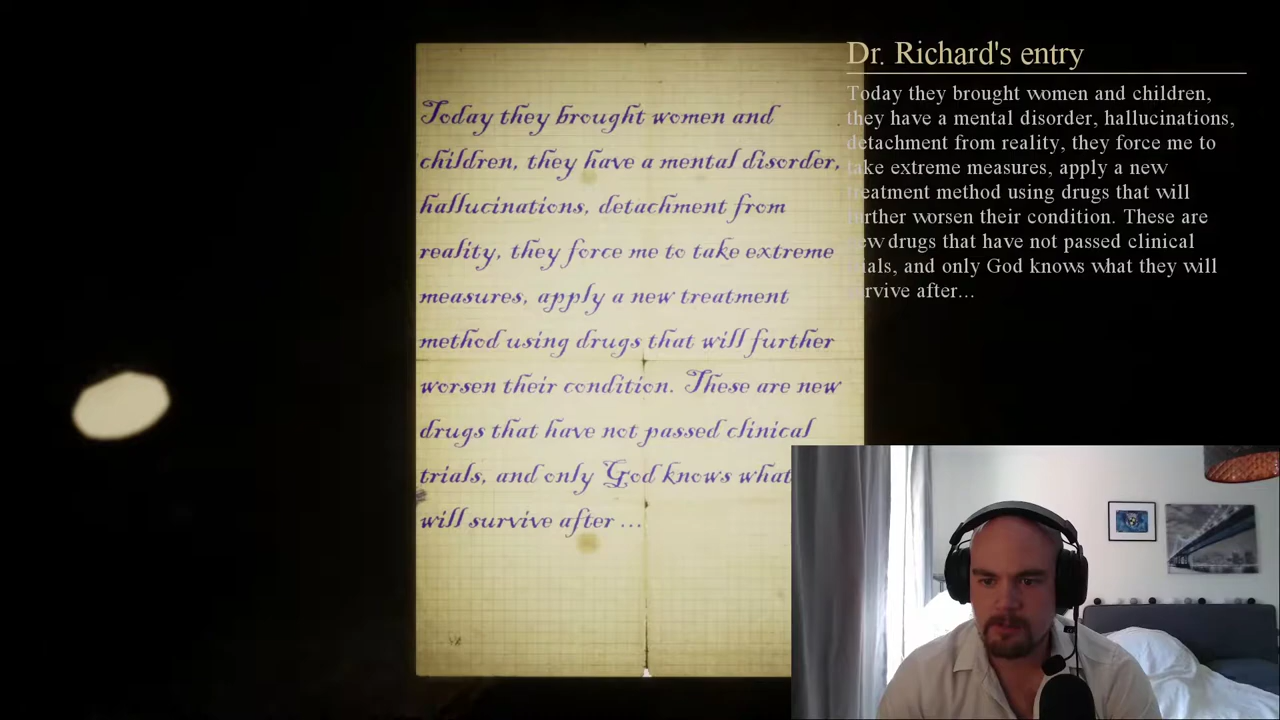 Today they brought women and
children, they have a mental disorder,
hallucinations, detachment from
reality, they force me to take extreme
measures, apply a new treatment
method using drugs that will further
worsen their condition. These are new
drugs that have not passed clinical
trials, and only God knows what
will survive after ...
Dr. Richard's entry
Today they brought women and children,
they have a mental disorder, hallucinations,
detachment from reality, they force me to
take extreme measures, apply a new
treatment method using drugs that will
further worsen their condition. These are
new drugs that have not passed clinical
trials, and only God knows what they will
survive after...